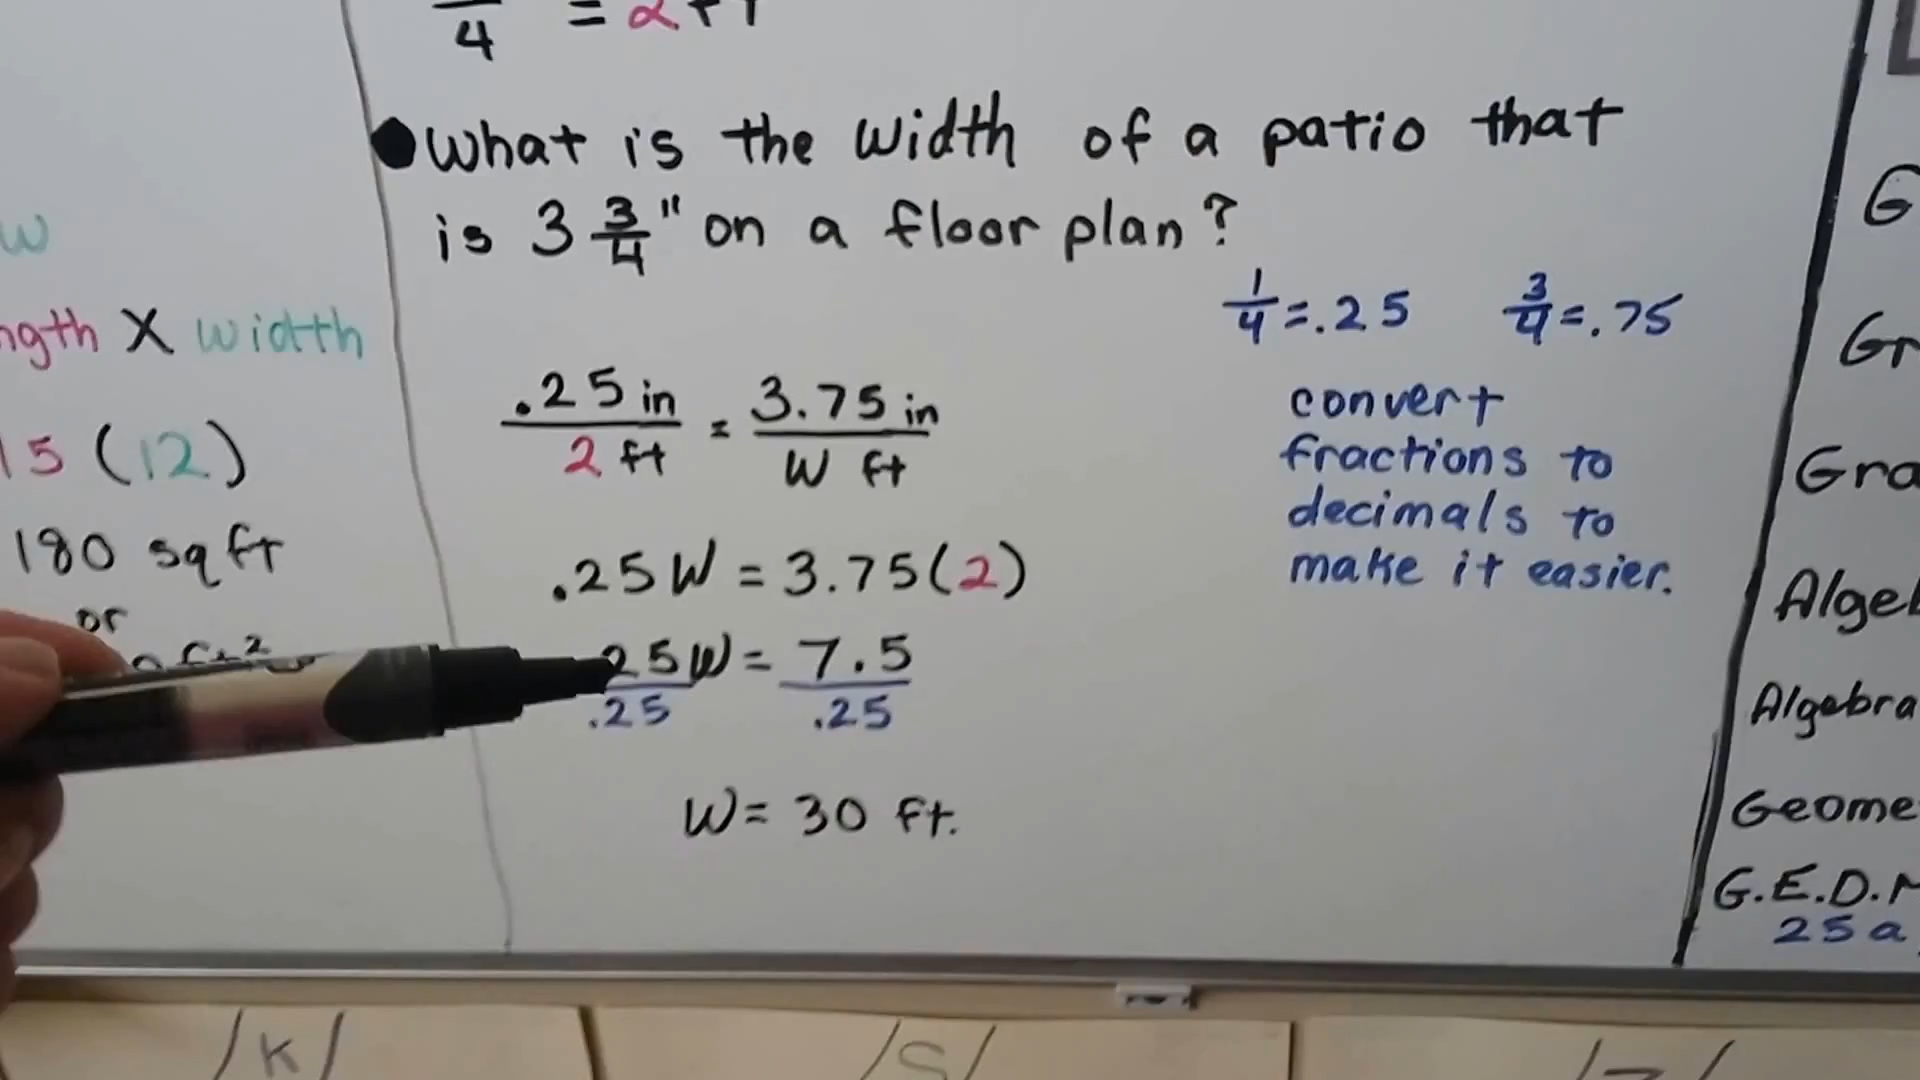 4 = 2 ft
●What is the width of a patio that
is 3 3/4" on a floor plan?
1/4 = .25 3/4 = .75
convert
fractions to
decimals to
make it easier.
.25 in / 2 ft = 3.75 in / W ft
.25W = 3.75(2)
25W = 7.5
.25 .25
W = 30 ft.
w
ngth X width
15 (12)
180 sq ft
or
ft²
G
Gr
Gra
Algeb
Algebra
Geome
G.E.D.M
25 a
/k/
/s/